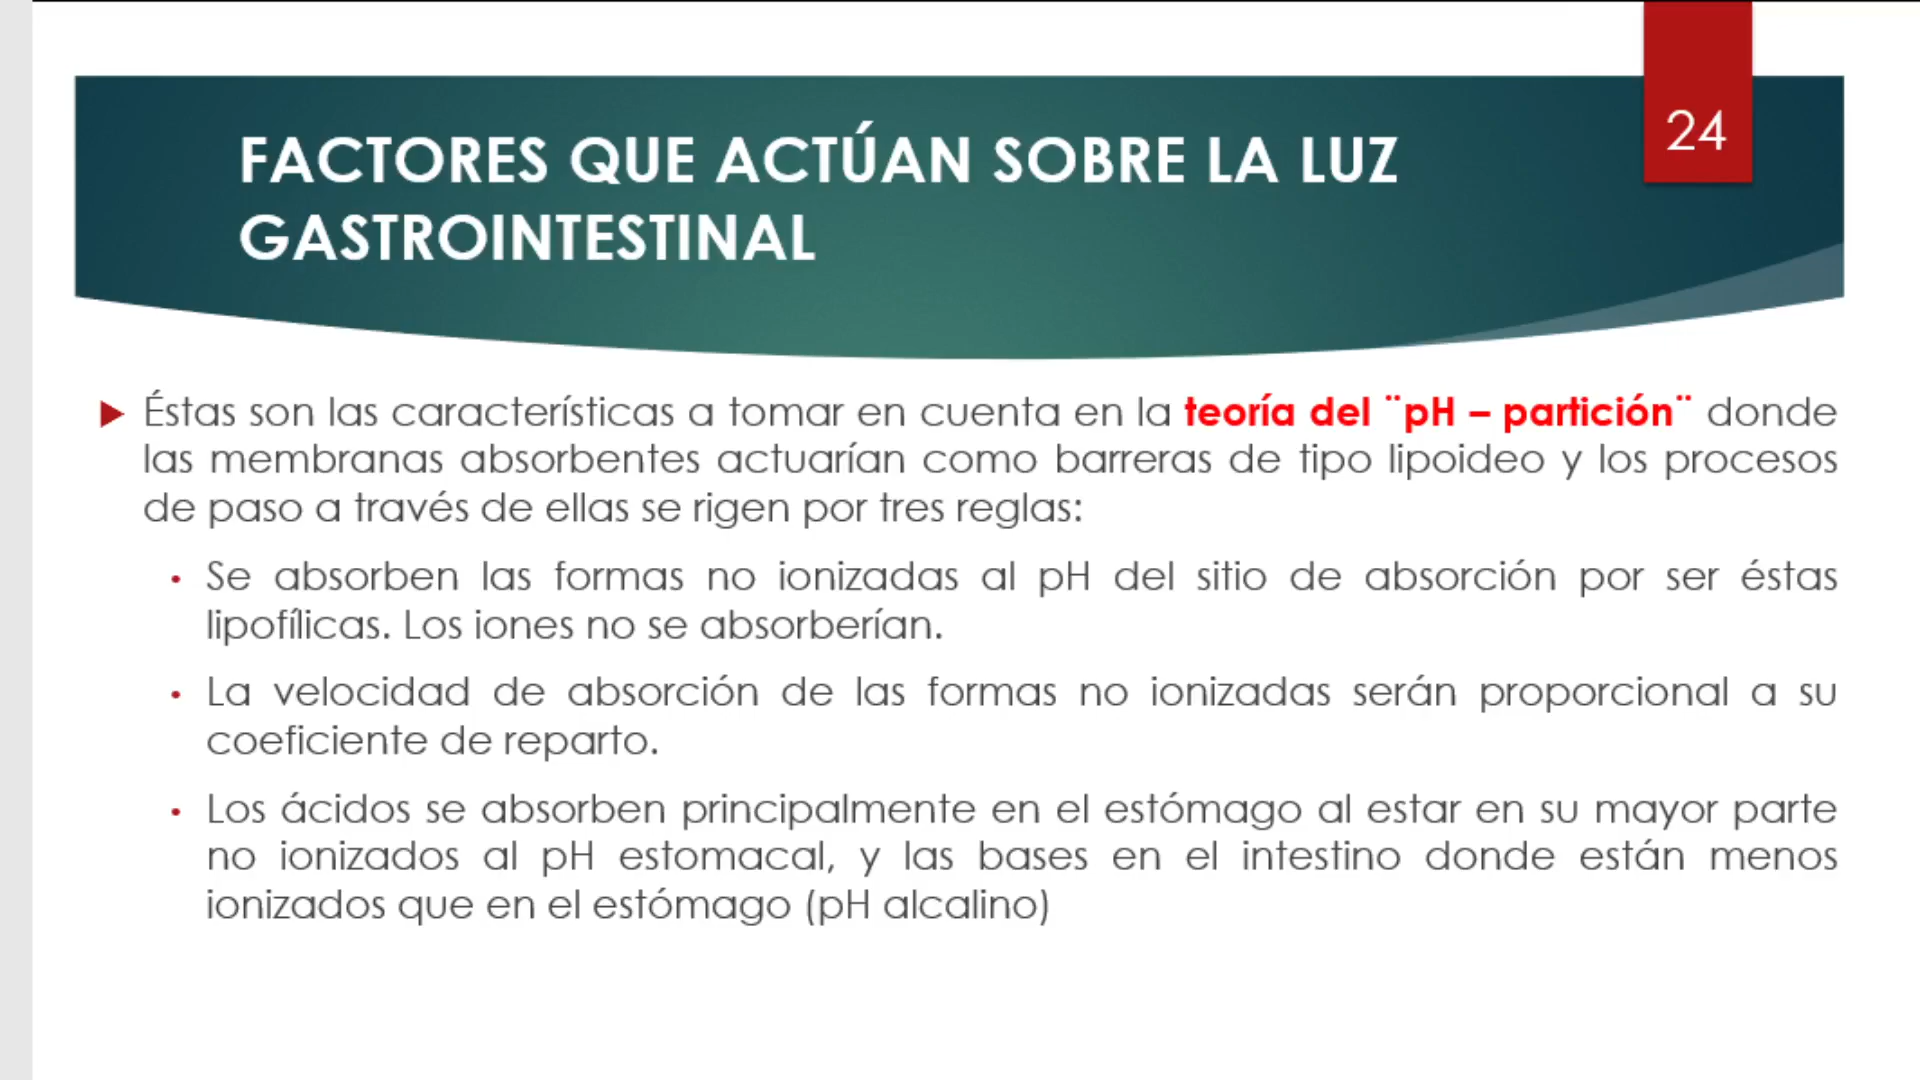 24
FACTORES QUE ACTÚAN SOBRE LA LUZ
GASTROINTESTINAL
Éstas son las características a tomar en cuenta en la teoría del ¨pH – partición¨ donde
las membranas absorbentes actuarían como barreras de tipo lipoideo y los procesos
de paso a través de ellas se rigen por tres reglas:
• Se absorben las formas no ionizadas al pH del sitio de absorción por ser éstas
lipofílicas. Los iones no se absorberían.
• La velocidad de absorción de las formas no ionizadas serán proporcional a su
coeficiente de reparto.
• Los ácidos se absorben principalmente en el estómago al estar en su mayor parte
no ionizados al pH estomacal, y las bases en el intestino donde están menos
ionizados que en el estómago (pH alcalino)